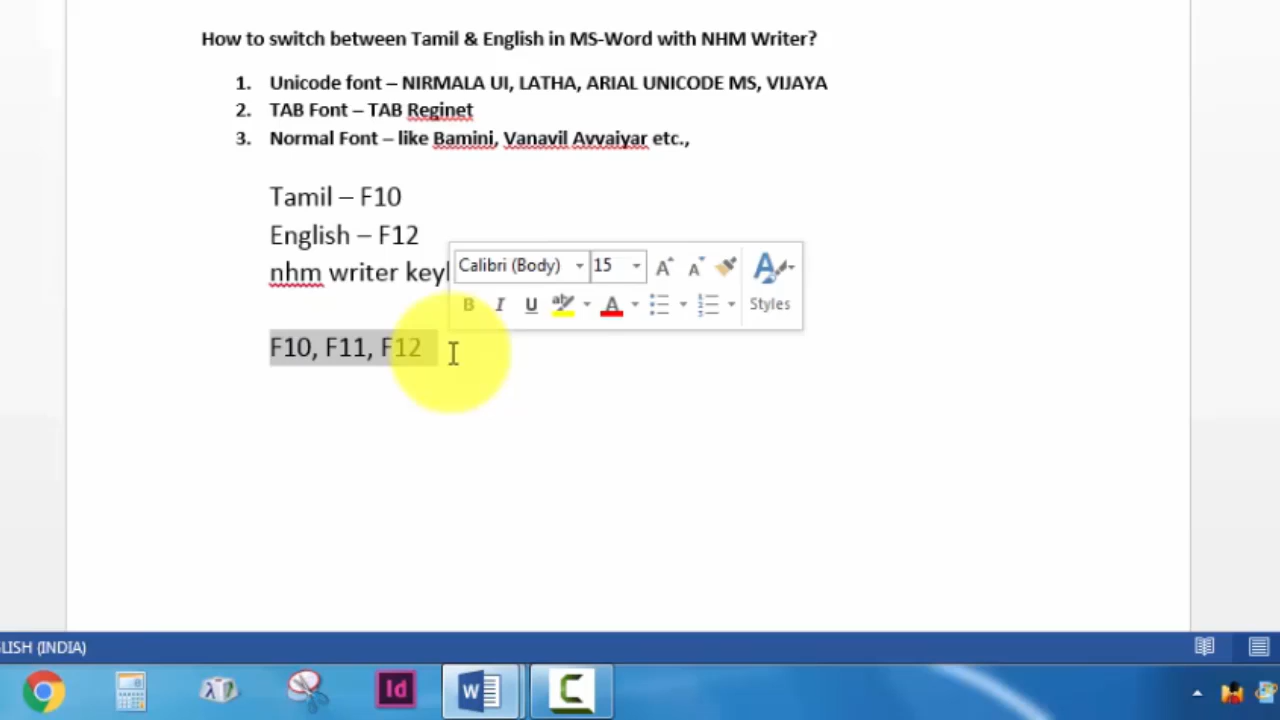 How to switch between Tamil & English in MS-Word with NHM Writer?
1. Unicode font – NIRMALA UI, LATHA, ARIAL UNICODE MS, VIJAYA
2. TAB Font – TAB Reginet
3. Normal Font – like Bamini, Vanavil Avvaiyar etc.,
Tamil – F10
English – F12
nhm writer
Calibri (Body) 15
B I U Styles
F10, F11, F12
LISH (INDIA)
Id